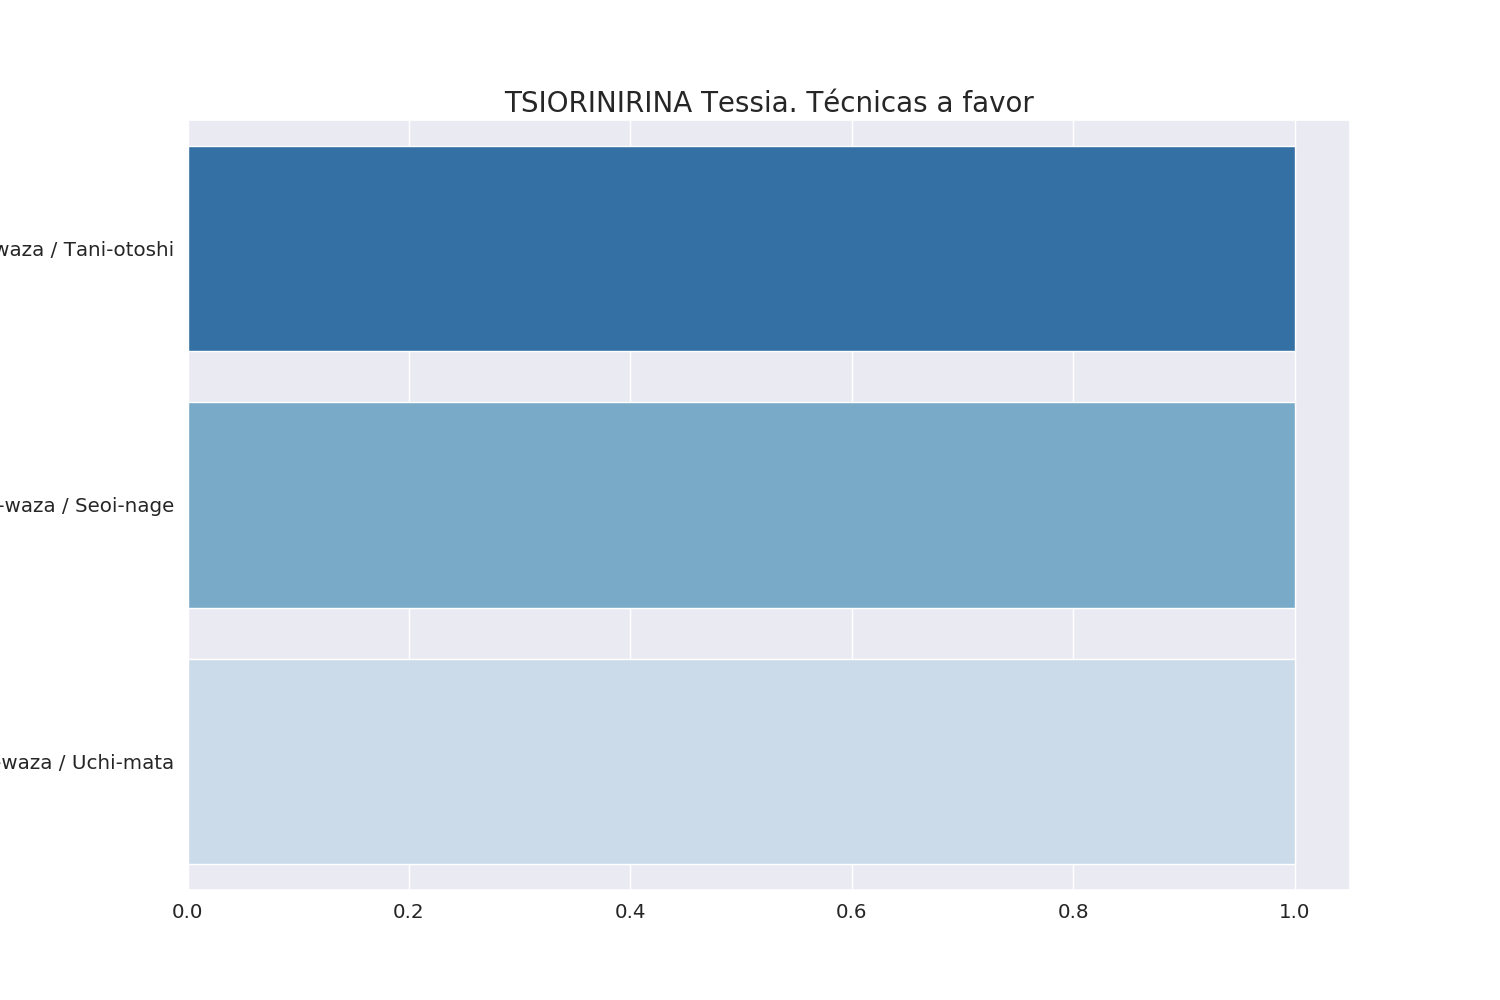 TSIORINIRINA Tessia. Técnicas a favor
waza / Tani-otoshi
-waza / Seoi-nage
-waza / Uchi-mata
0.0 0.2 0.4 0.6 0.8 1.0